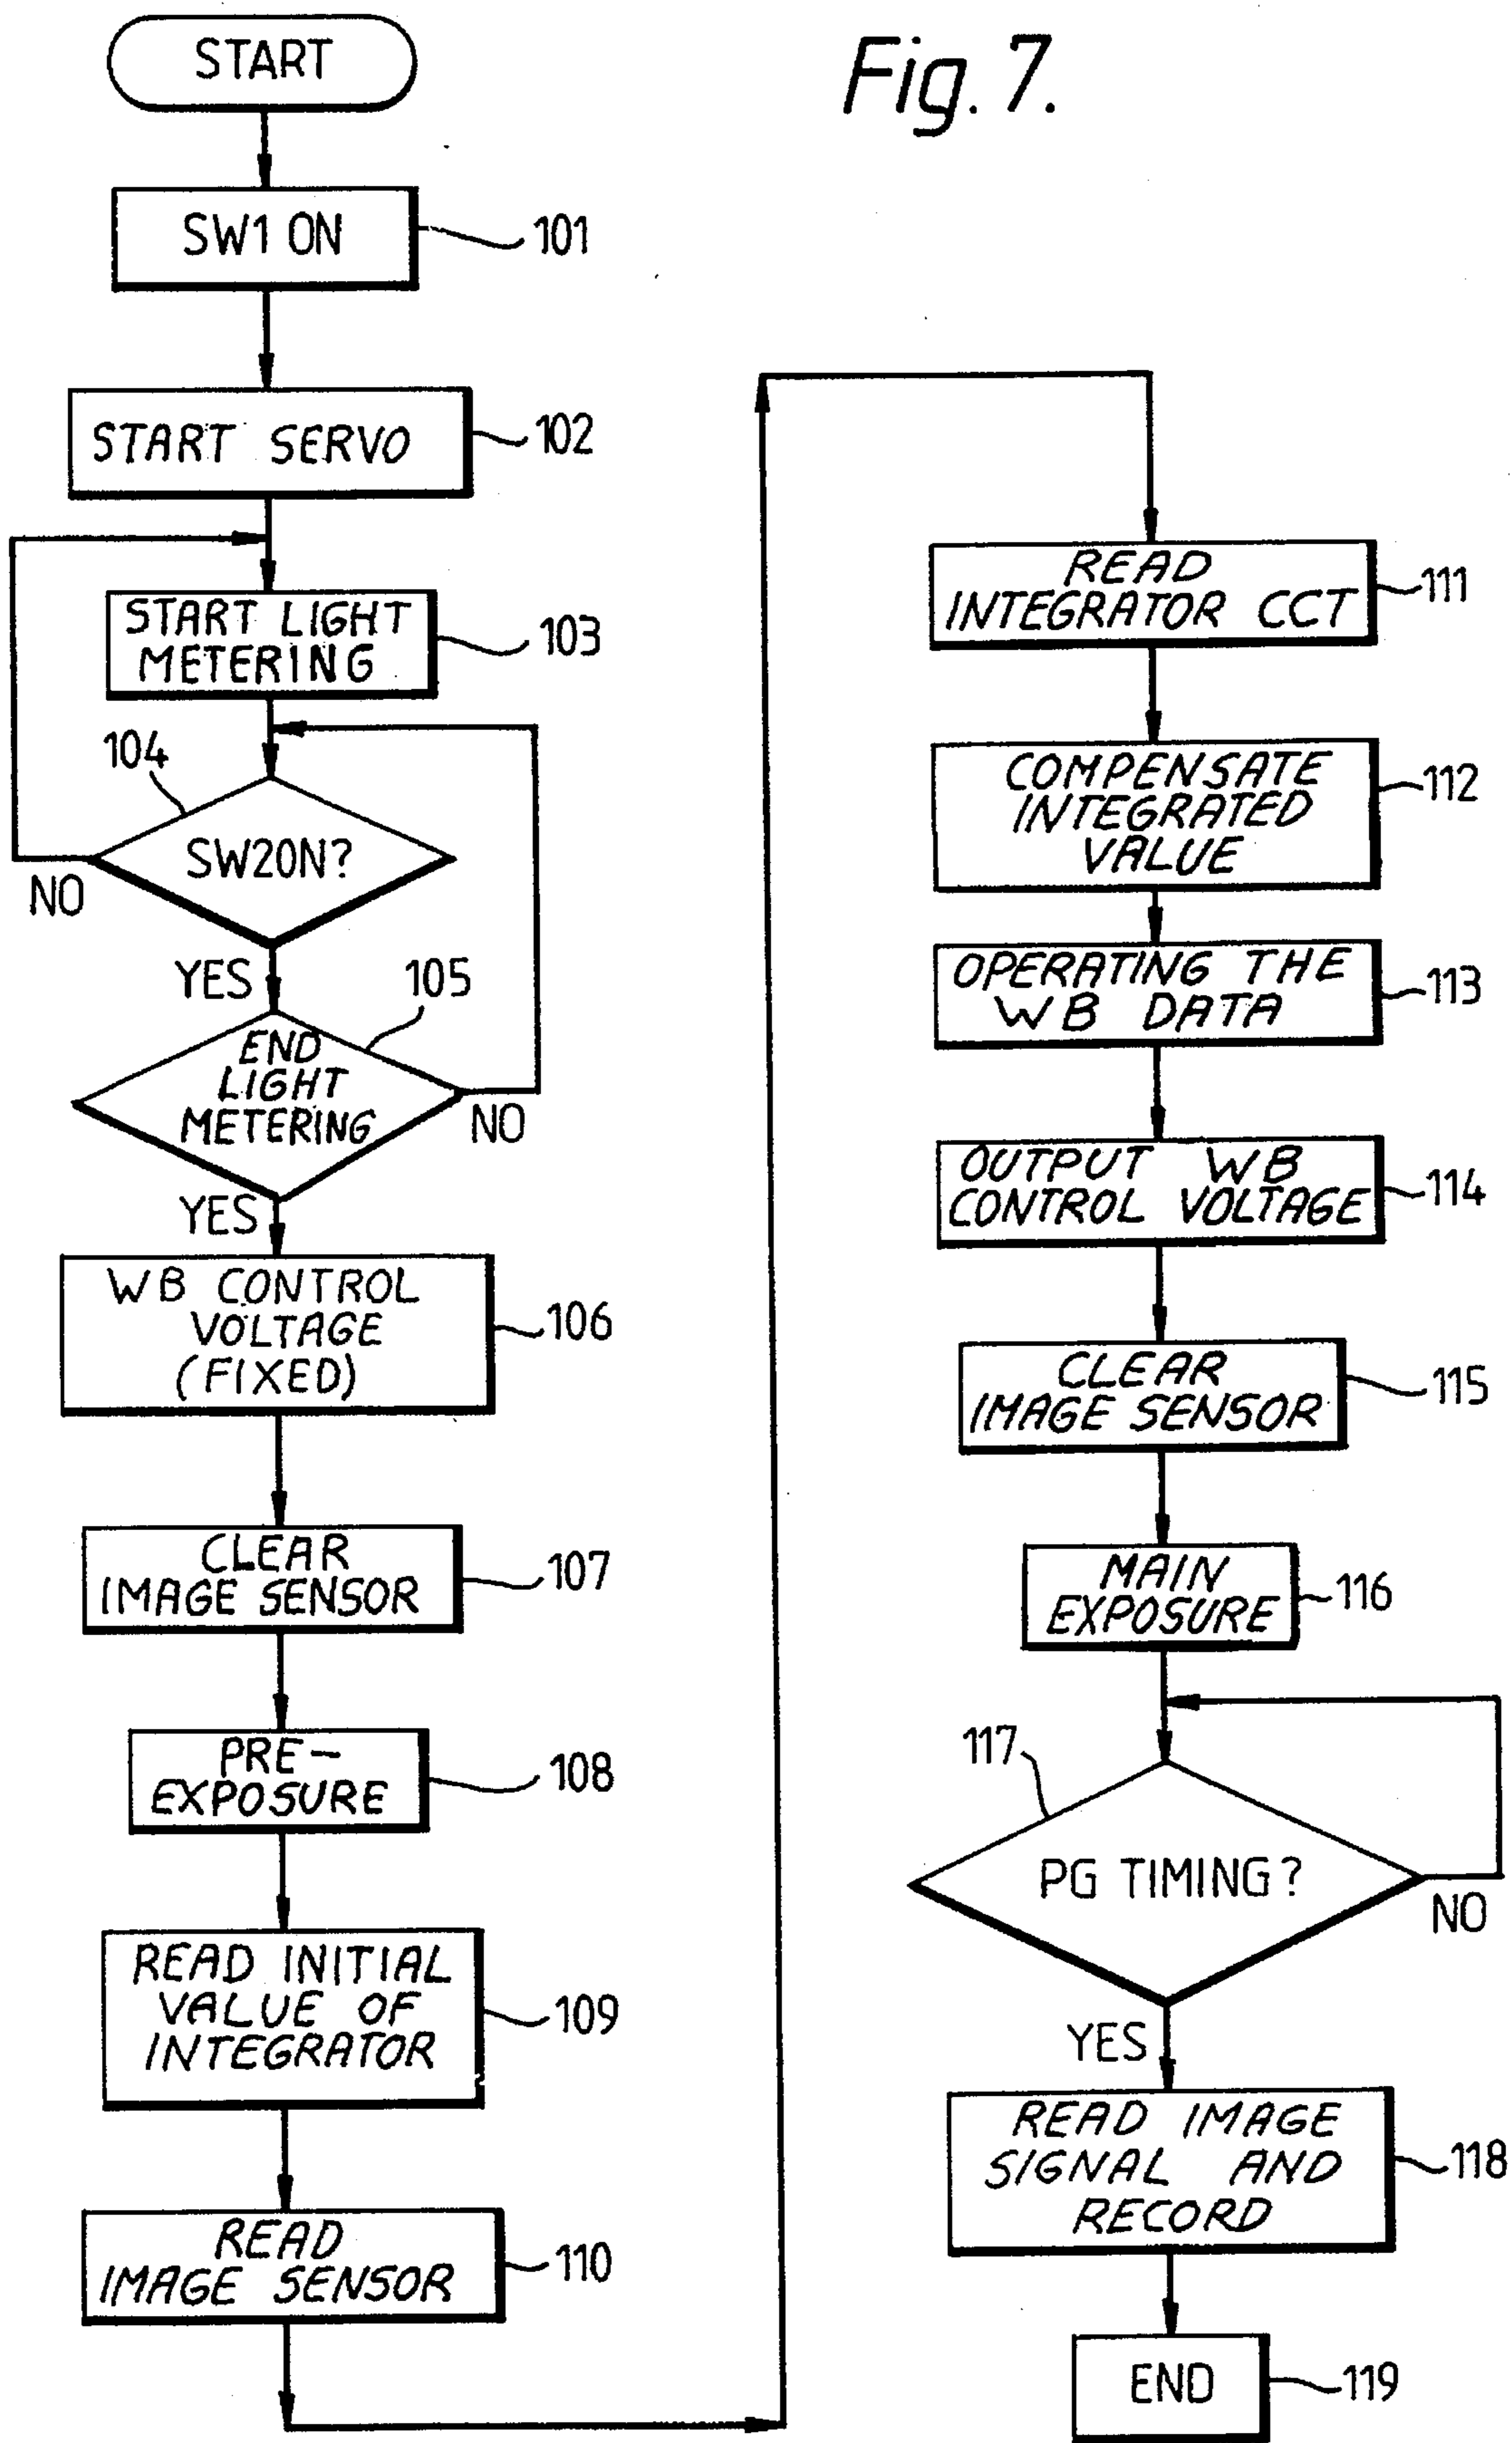 Fig. 7.
START
SW1 ON
101
START SERVO
102
START LIGHT
METERING
103
104
SW2ON?
NO
YES
105
END
LIGHT
METERING
NO
YES
WB CONTROL
VOLTAGE
(FIXED)
106
CLEAR
IMAGE SENSOR
107
PRE-
EXPOSURE
108
READ INITIAL
VALUE OF
INTEGRATOR
109
READ
IMAGE SENSOR
110
READ
INTEGRATOR CCT
111
COMPENSATE
INTEGRATED
VALUE
112
OPERATING THE
WB DATA
113
OUTPUT WB
CONTROL VOLTAGE
114
CLEAR
IMAGE SENSOR
115
MAIN
EXPOSURE
116
117
PG TIMING?
NO
YES
READ IMAGE
SIGNAL AND
RECORD
118
END
119